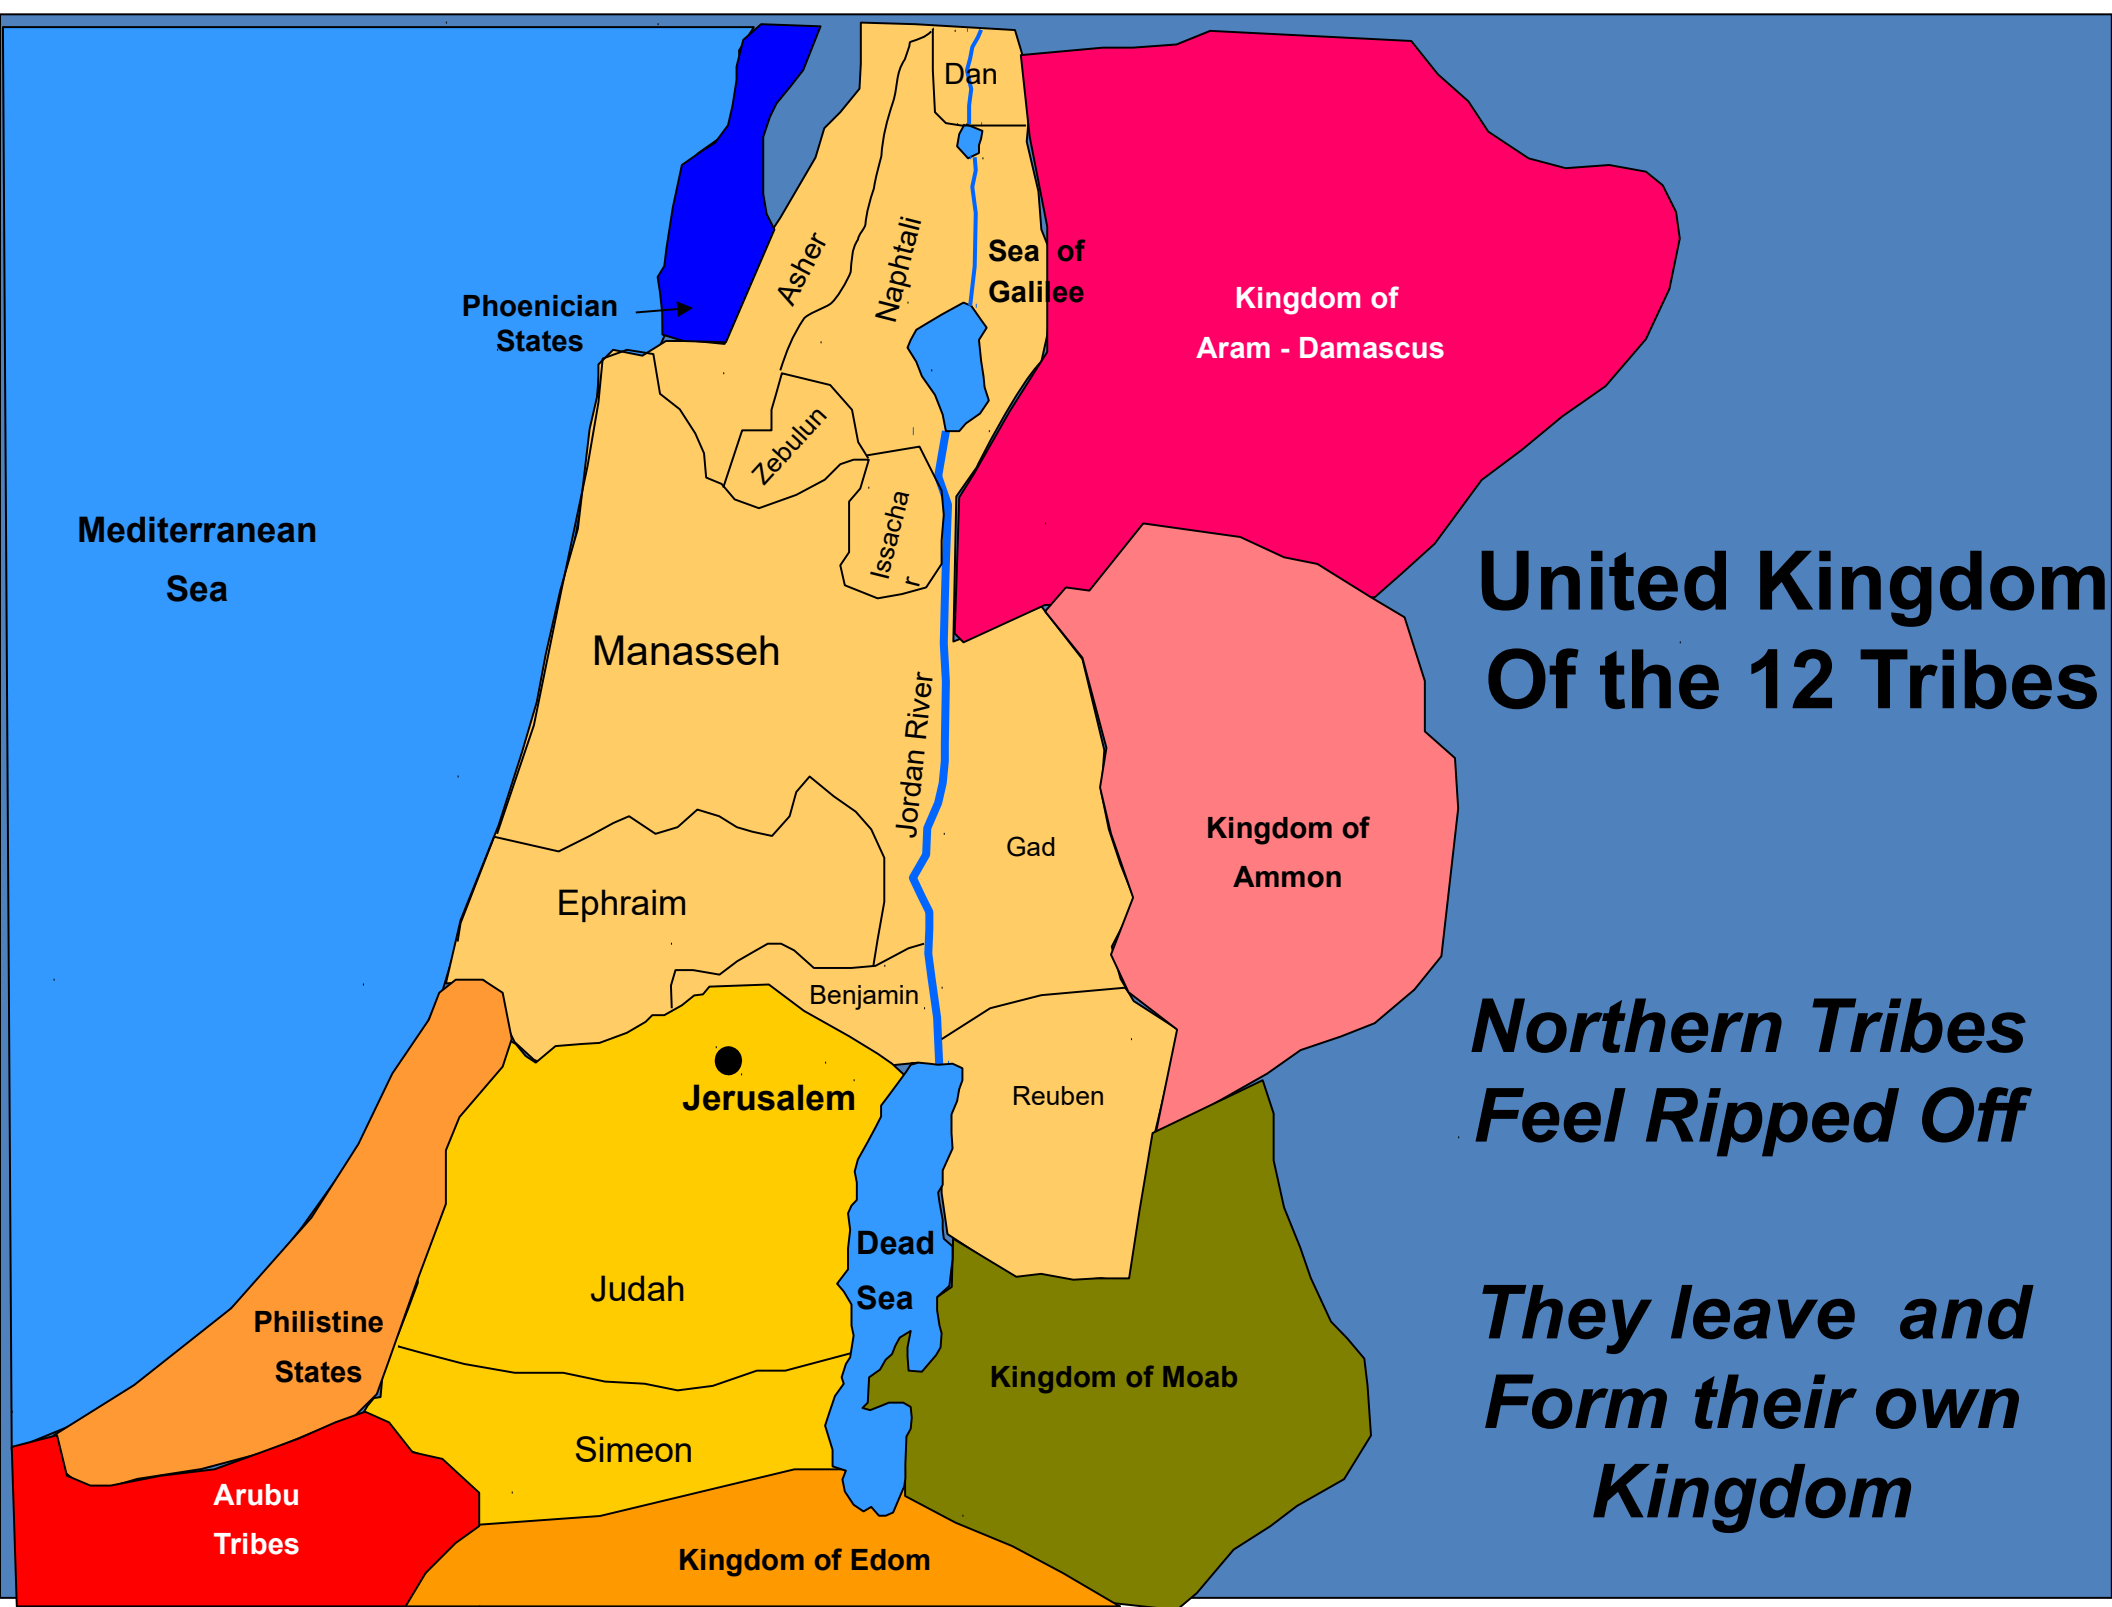 Dan
Asher
Naphtali
Sea of
Galilee
Phoenician
States
Kingdom of
Aram - Damascus
Zebulun
Issacha
r
Mediterranean
Sea
United Kingdom
Of the 12 Tribes
Manasseh
Jordan River
Gad
Kingdom of
Ammon
Ephraim
Benjamin
Northern Tribes
Feel Ripped Off
Jerusalem
Reuben
Dead
Sea
Judah
Philistine
States
They leave and
Form their own
Kingdom
Kingdom of Moab
Simeon
Arubu
Tribes
Kingdom of Edom